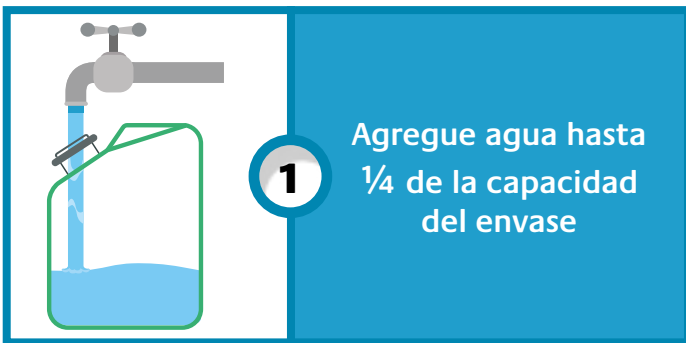 1
Agregue agua hasta
¼ de la capacidad
del envase